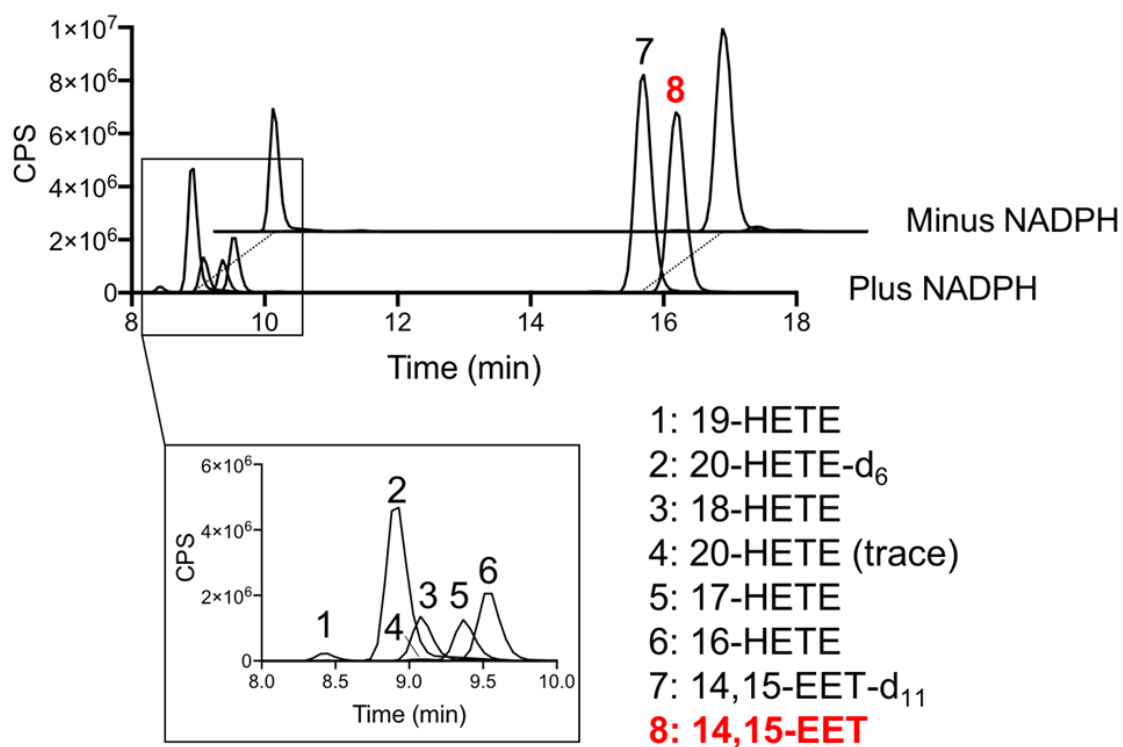 1×10⁷
8×10⁶
6×10⁶
4×10⁶
2×10⁶
0
CPS
7
8
Minus NADPH
Plus NADPH
8 10 12 14 16 18
Time (min)
6×10⁶
4×10⁶
2×10⁶
0
CPS
1
2
3
4
5
6
8.0 8.5 9.0 9.5 10.0
Time (min)
1: 19-HETE
2: 20-HETE-d₆
3: 18-HETE
4: 20-HETE (trace)
5: 17-HETE
6: 16-HETE
7: 14,15-EET-d₁₁
8: 14,15-EET